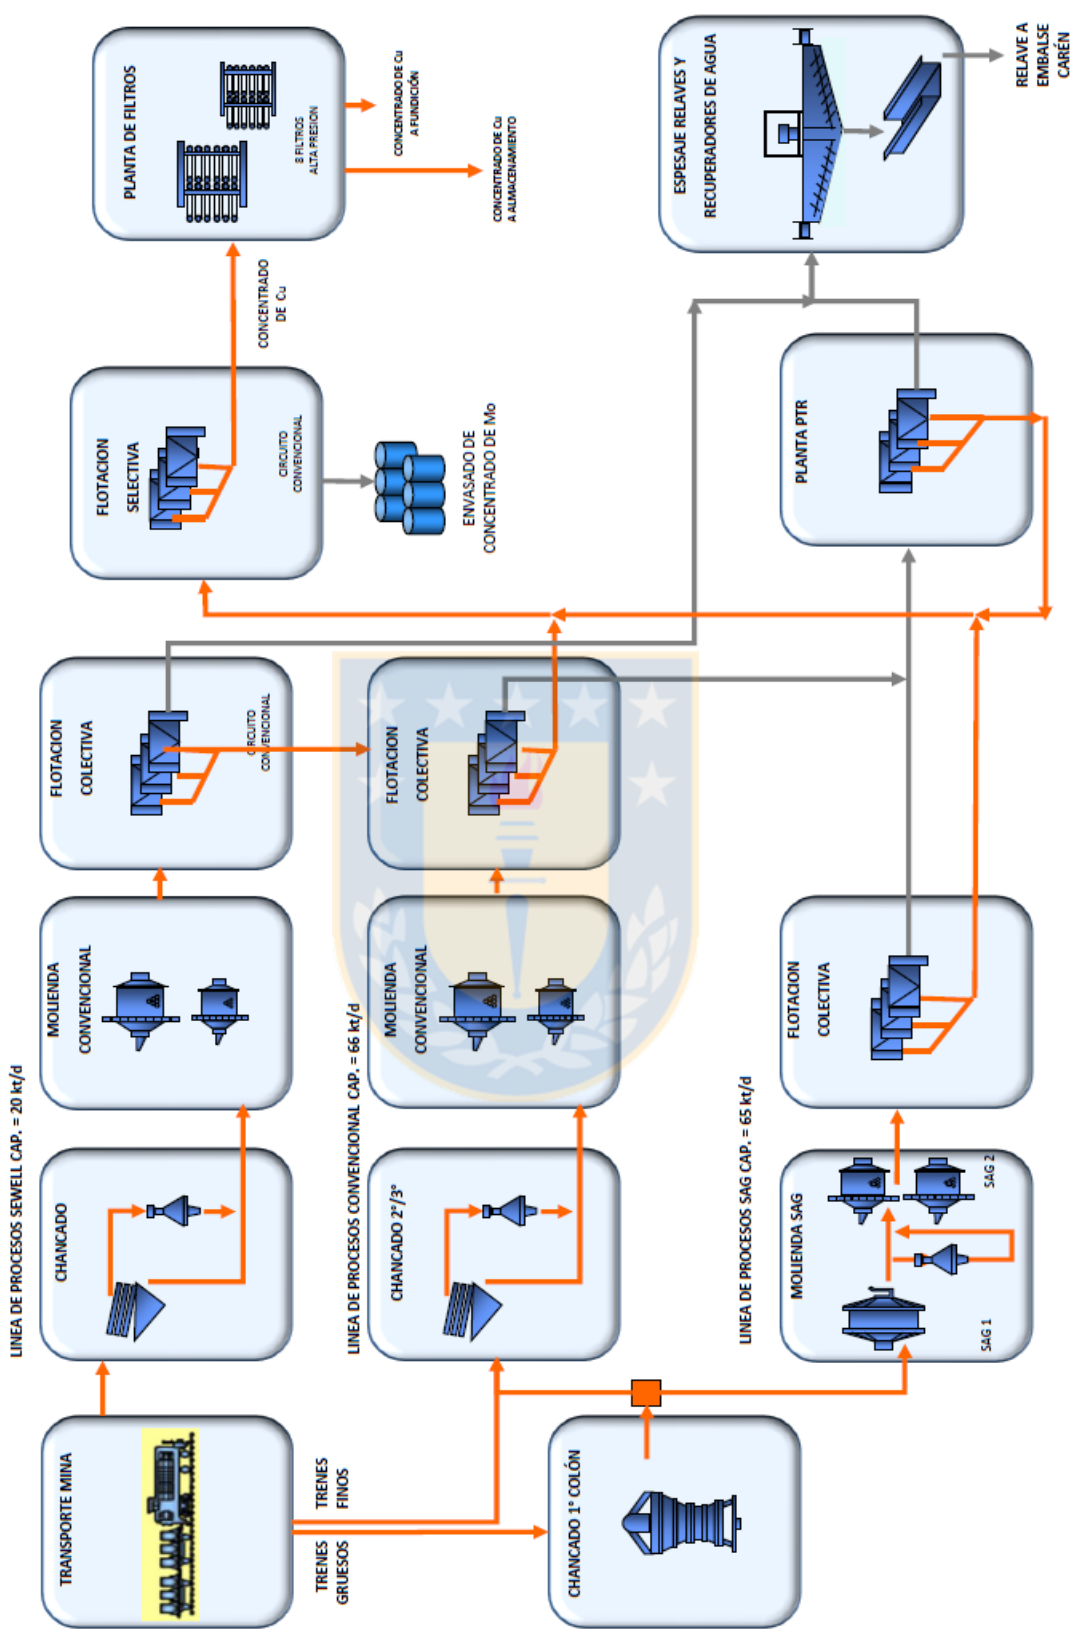 LINEA DE PROCESOS SEWELL CAP. = 20 kt/d
TRANSPORTE MINA
CHANCADO
MOLIENDA
CONVENCIONAL
FLOTACION
COLECTIVA
CIRCUITO
CONVENCIONAL
FLOTACION
SELECTIVA
CIRCUITO
CONVENCIONAL
CONCENTRADO
DE Cu
PLANTA DE FILTROS
8 FILTROS
ALTA PRESION
CONCENTRADO DE Cu
A FUNDICIÓN
CONCENTRADO DE Cu
A ALMACENAMIENTO
ENVASADO DE
CONCENTRADO DE Mo
TRENES
GRUESOS
TRENES
FINOS
LINEA DE PROCESOS CONVENCIONAL CAP. = 66 kt/d
CHANCADO 2°/3°
MOLIENDA
CONVENCIONAL
FLOTACION
COLECTIVA
CHANCADO 1° COLÓN
LINEA DE PROCESOS SAG CAP. = 65 kt/d
MOLIENDA SAG
SAG 1
SAG 2
FLOTACION
COLECTIVA
PLANTA PTR
ESPESAJE RELAVES Y
RECUPERADORES DE AGUA
RELAVE A
EMBALSE
CARÉN